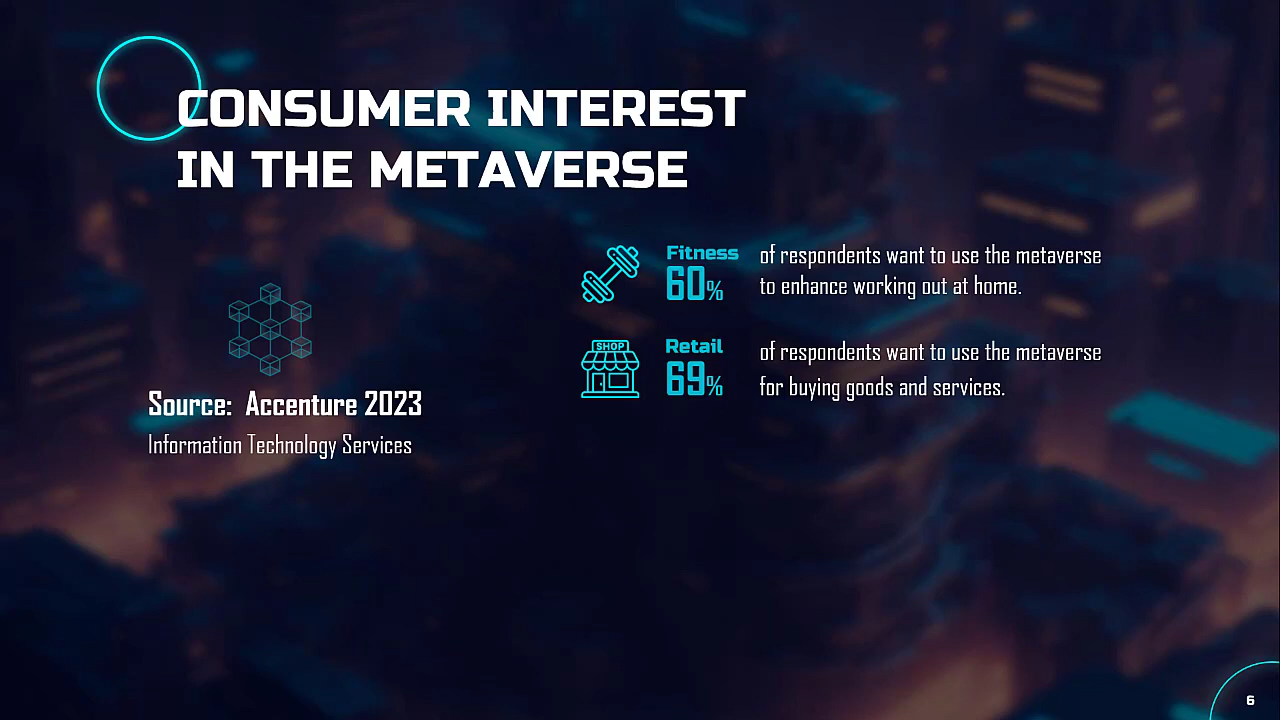 CONSUMER INTEREST
IN THE METAVERSE
Source: Accenture 2023
Information Technology Services
Fitness
60%
of respondents want to use the metaverse
to enhance working out at home.
SHOP
Retail
69%
of respondents want to use the metaverse
for buying goods and services.
6